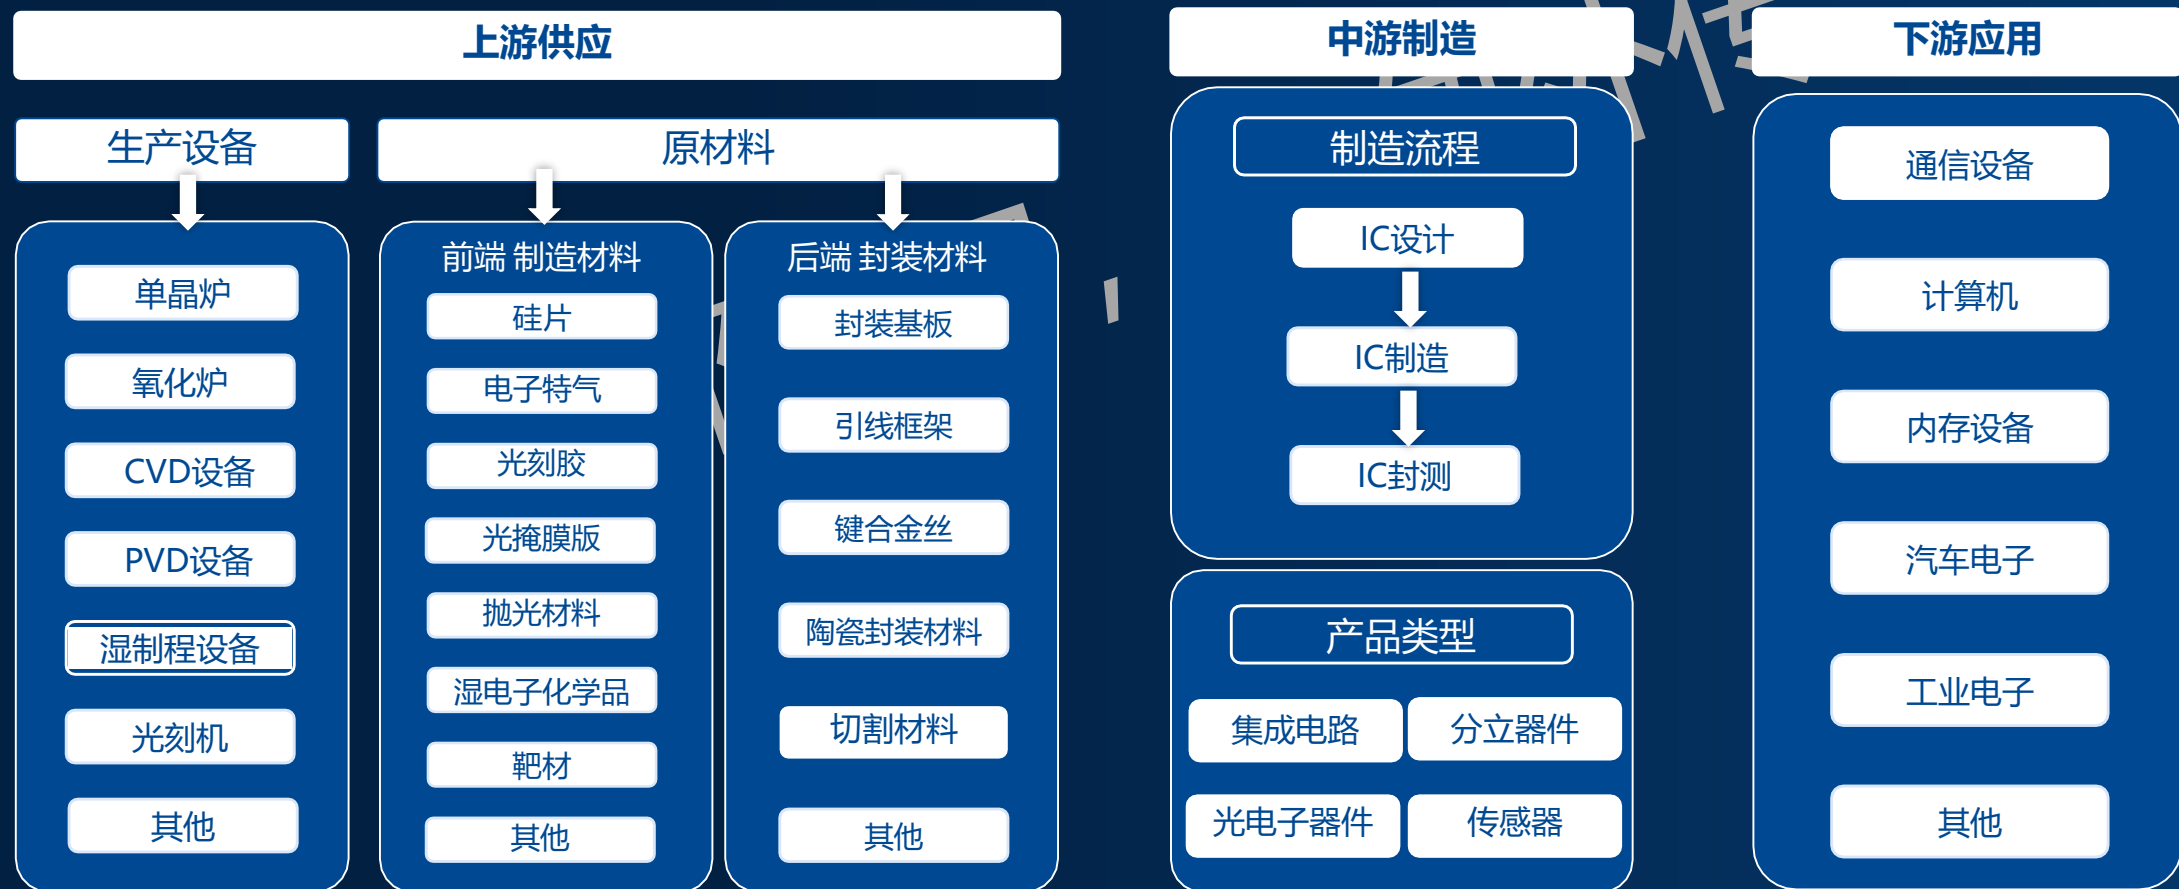 上游供应
生产设备
单晶炉
氧化炉
CVD设备
PVD设备
湿制程设备
光刻机
其他
原材料
前端 制造材料
硅片
电子特气
光刻胶
光掩膜版
抛光材料
湿电子化学品
靶材
其他
后端 封装材料
封装基板
引线框架
键合金丝
陶瓷封装材料
切割材料
其他
中游制造
制造流程
IC设计
IC制造
IC封测
产品类型
集成电路
分立器件
光电子器件
传感器
下游应用
通信设备
计算机
内存设备
汽车电子
工业电子
其他